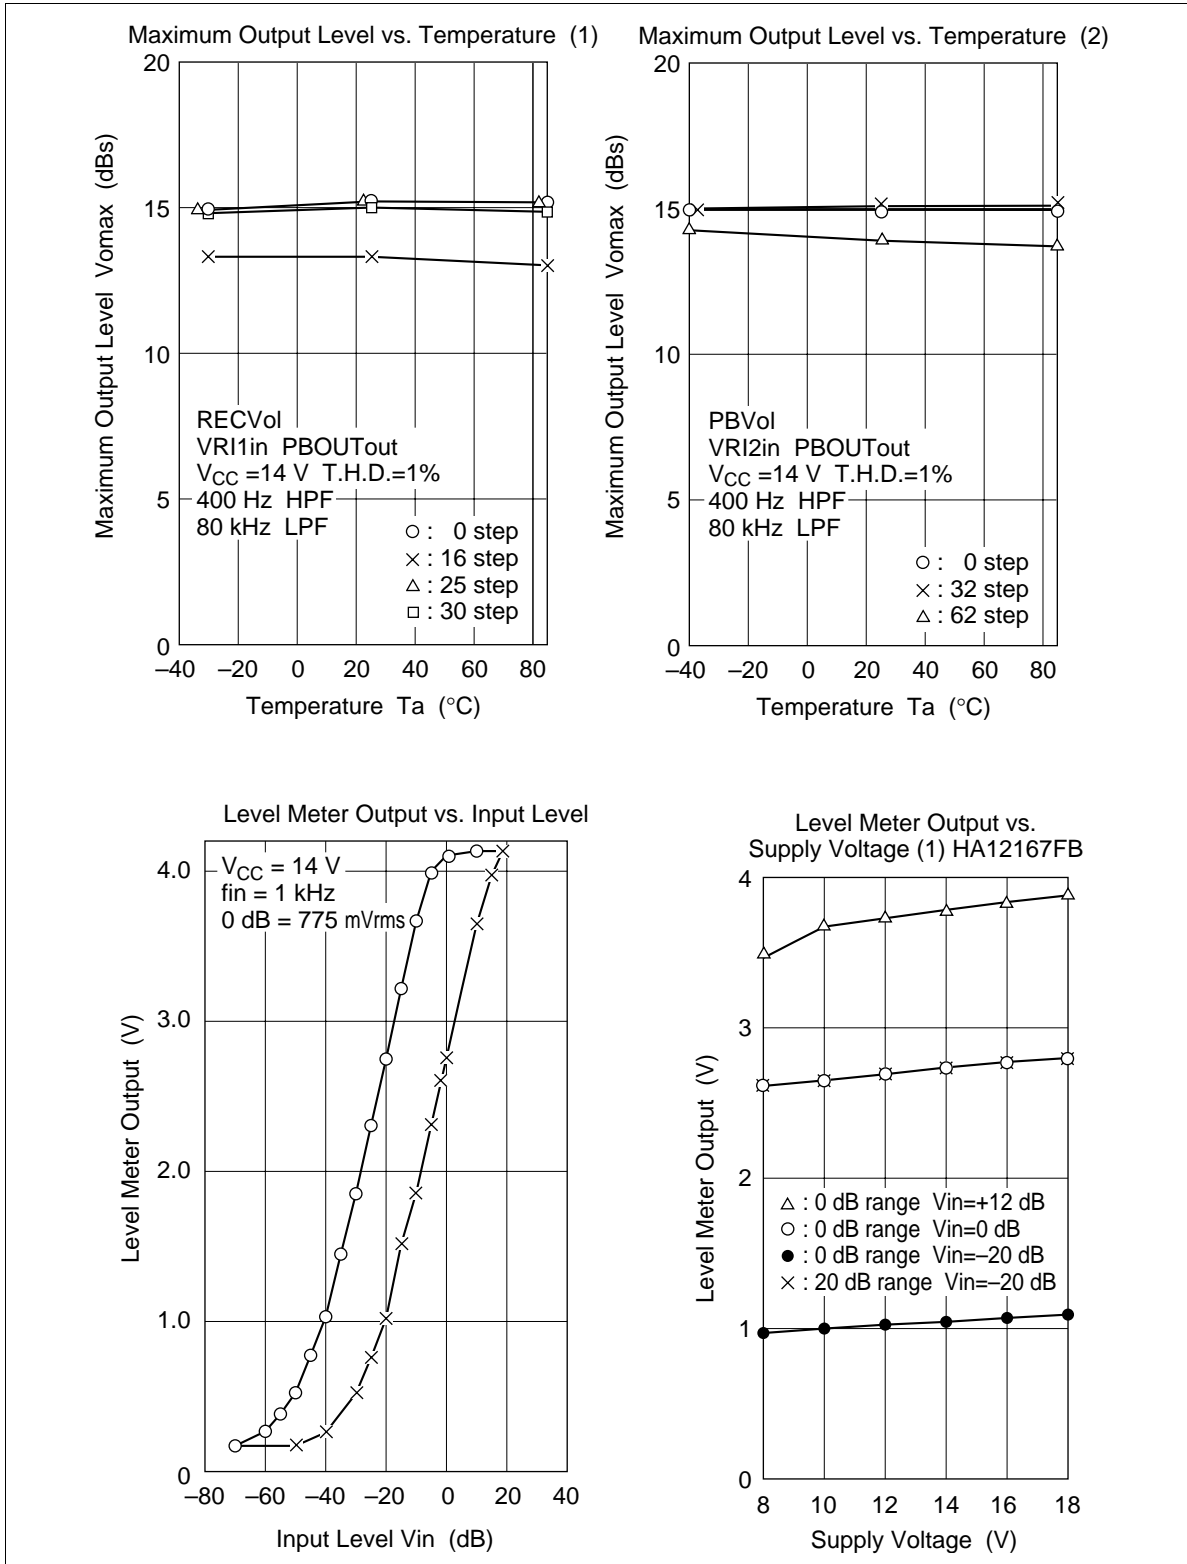 Maximum Output Level vs. Temperature (1)
20
15
10
5
0
Maximum Output Level Vomax (dBs)
RECVol
VRI1in PBOUTout
VCC =14 V T.H.D.=1%
400 Hz HPF
80 kHz LPF
○ : 0 step
× : 16 step
△ : 25 step
□ : 30 step
–40 –20 0 20 40 60 80
Temperature Ta (°C)
Maximum Output Level vs. Temperature (2)
20
15
10
5
0
Maximum Output Level Vomax (dBs)
PBVol
VRI2in PBOUTout
VCC =14 V T.H.D.=1%
400 Hz HPF
80 kHz LPF
○ : 0 step
× : 32 step
△ : 62 step
–40 –20 0 20 40 60 80
Temperature Ta (°C)
Level Meter Output vs. Input Level
4.0
3.0
2.0
1.0
0
Level Meter Output (V)
VCC = 14 V
fin = 1 kHz
0 dB = 775 mVrms
–80 –60 –40 –20 0 20 40
Input Level Vin (dB)
Level Meter Output vs.
Supply Voltage (1) HA12167FB
4
3
2
1
0
Level Meter Output (V)
△ : 0 dB range Vin=+12 dB
○ : 0 dB range Vin=0 dB
● : 0 dB range Vin=–20 dB
× : 20 dB range Vin=–20 dB
8 10 12 14 16 18
Supply Voltage (V)